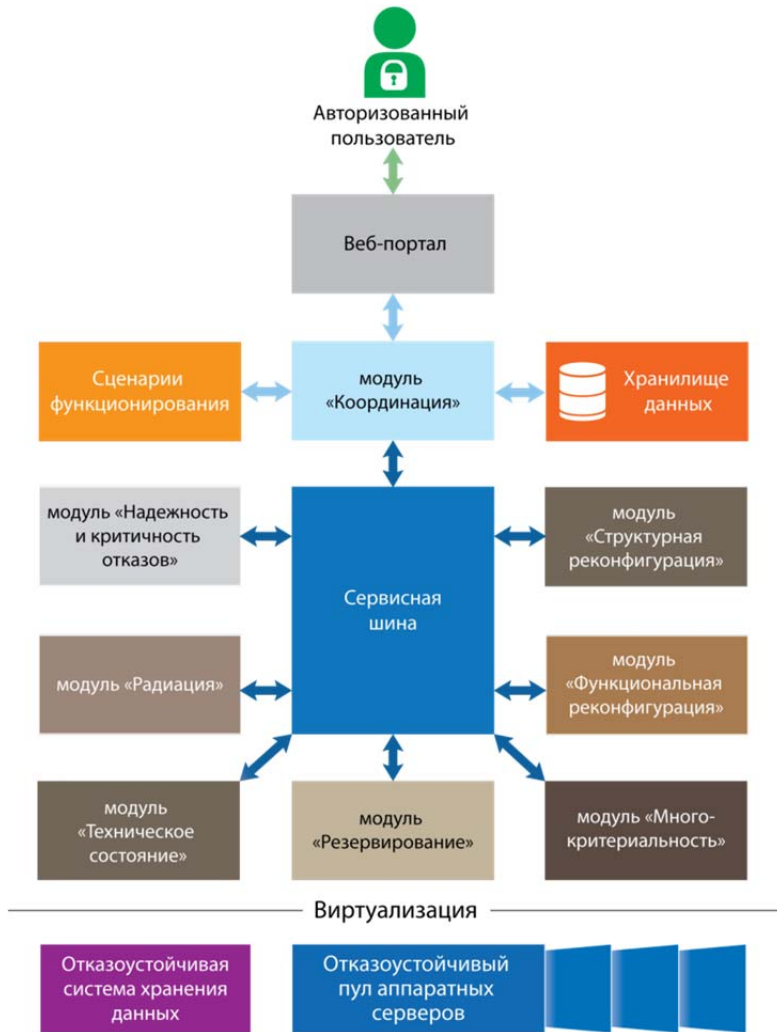 Авторизованный
пользователь
Веб-портал
Сценарии
функционирования
модуль
«Координация»
Хранилище
данных
модуль «Надежность
и критичность
отказов»
Сервисная
шина
модуль
«Структурная
реконфигурация»
модуль «Радиация»
модуль
«Функциональная
реконфигурация»
модуль
«Техническое
состояние»
модуль
«Резервирование»
модуль «Много-
критериальность»
Виртуализация
Отказоустойчивая
система хранения
данных
Отказоустойчивый
пул аппаратных
серверов